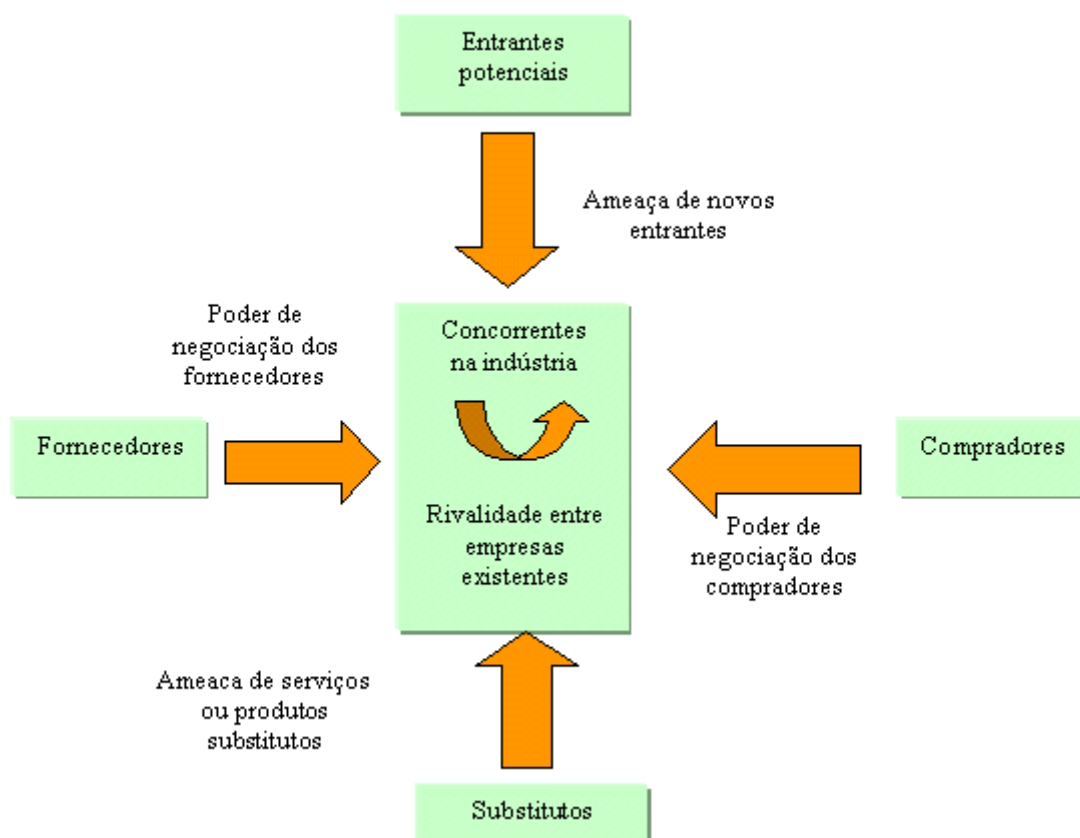 Entrantes
potenciais
Ameaça de novos
entrantes
Poder de
negociação dos
fornecedores
Concorrentes
na indústria
Fornecedores
Compradores
Rivalidade entre
empresas
existentes
Poder de
negociação dos
compradores
Ameaca de serviços
ou produtos
substitutos
Substitutos